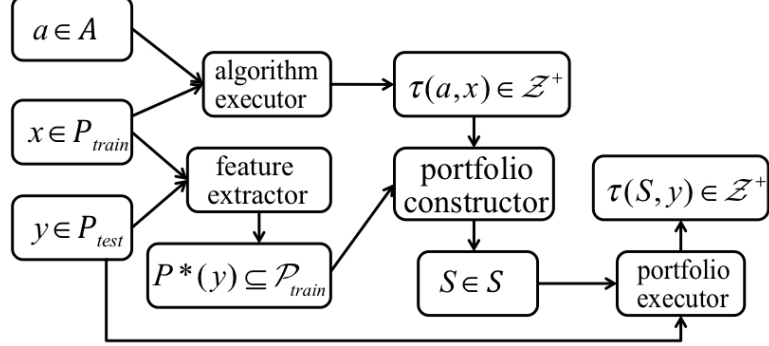 a ∈ A
algorithm
executor
τ(a,x) ∈ 𝒵⁺
x ∈ P_train
feature
extractor
portfolio
constructor
τ(S,y) ∈ 𝒵⁺
y ∈ P_test
P*(y) ⊆ 𝒫_train
S ∈ S
portfolio
executor